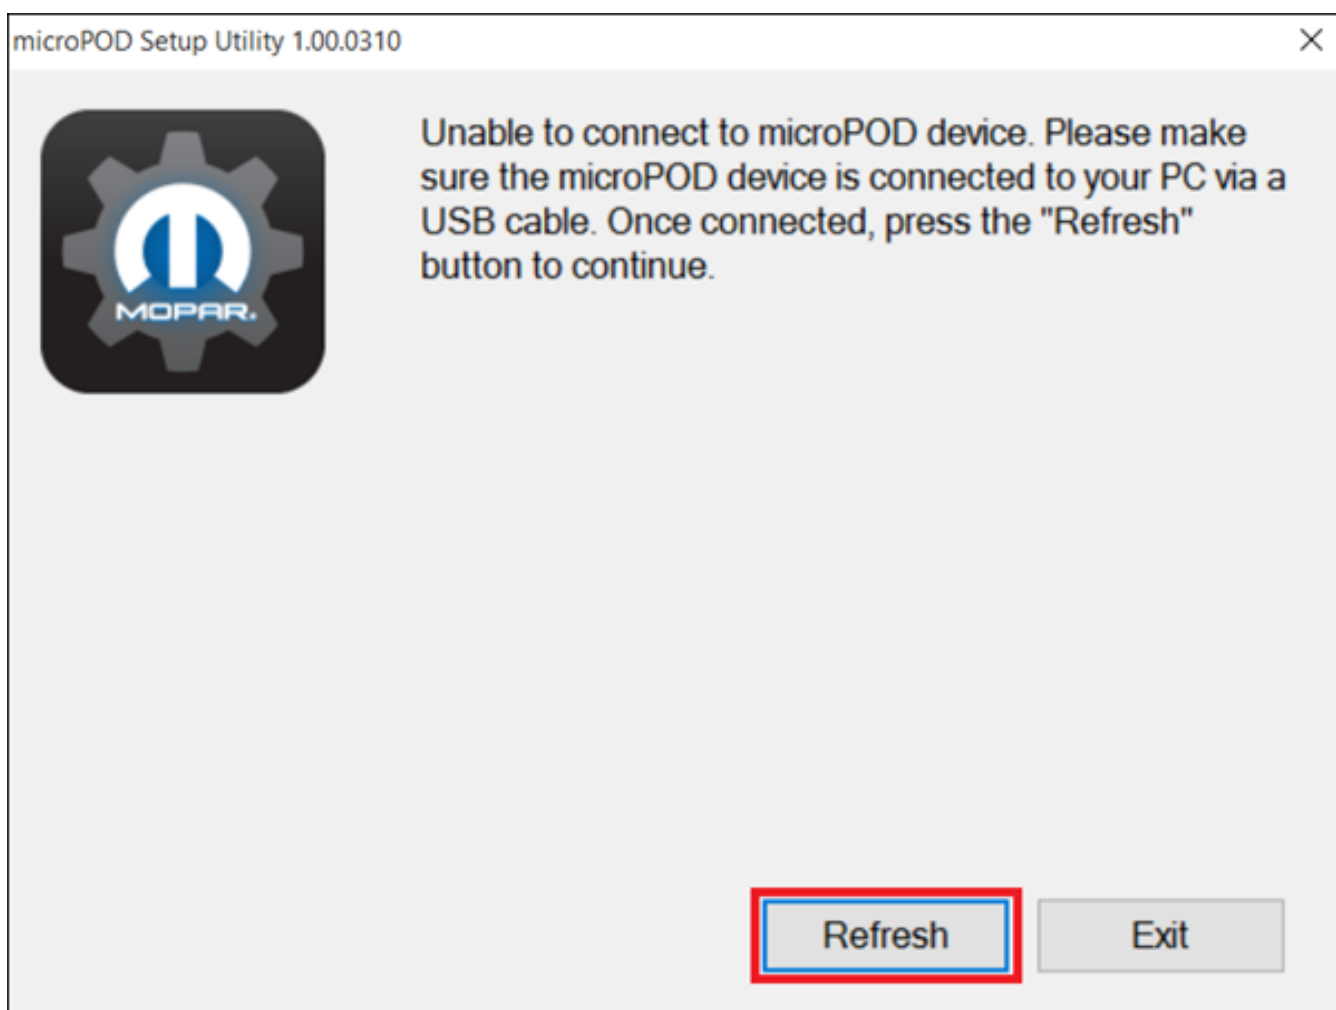 microPOD Setup Utility 1.00.0310
MOPAR.
Unable to connect to microPOD device. Please make
sure the microPOD device is connected to your PC via a
USB cable. Once connected, press the "Refresh"
button to continue.
Refresh
Exit